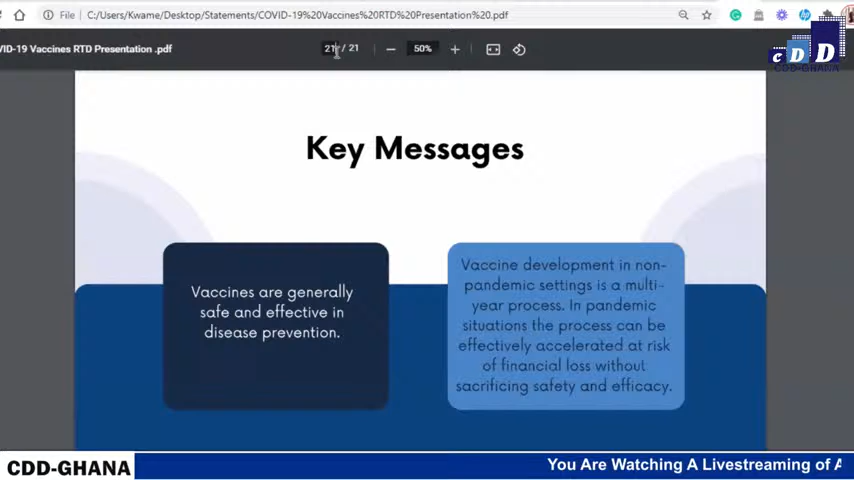 File | C:/Users/Kwame/Desktop/Statements/COVID-19%20Vaccines%20RTD%20Presentation%20.pdf
VID-19 Vaccines RTD Presentation .pdf
21 / 21
50%
CDD
CDD-GHANA
Key Messages
Vaccines are generally
safe and effective in
disease prevention.
Vaccine development in non-
pandemic settings is a multi-
year process. In pandemic
situations the process can be
effectively accelerated at risk
of financial loss without
sacrificing safety and efficacy.
CDD-GHANA
You Are Watching A Livestreaming of A